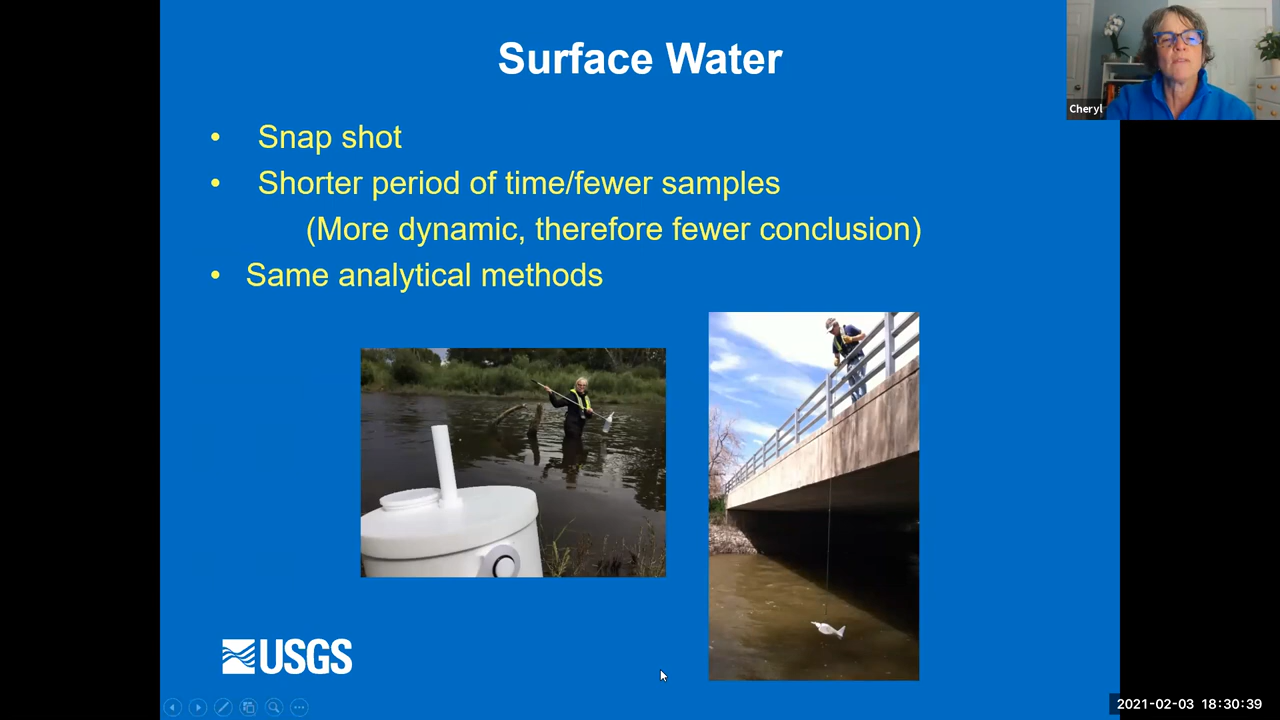 Surface Water
Cheryl
• Snap shot
• Shorter period of time/fewer samples
(More dynamic, therefore fewer conclusion)
• Same analytical methods
USGS
2021-02-03 18:30:39